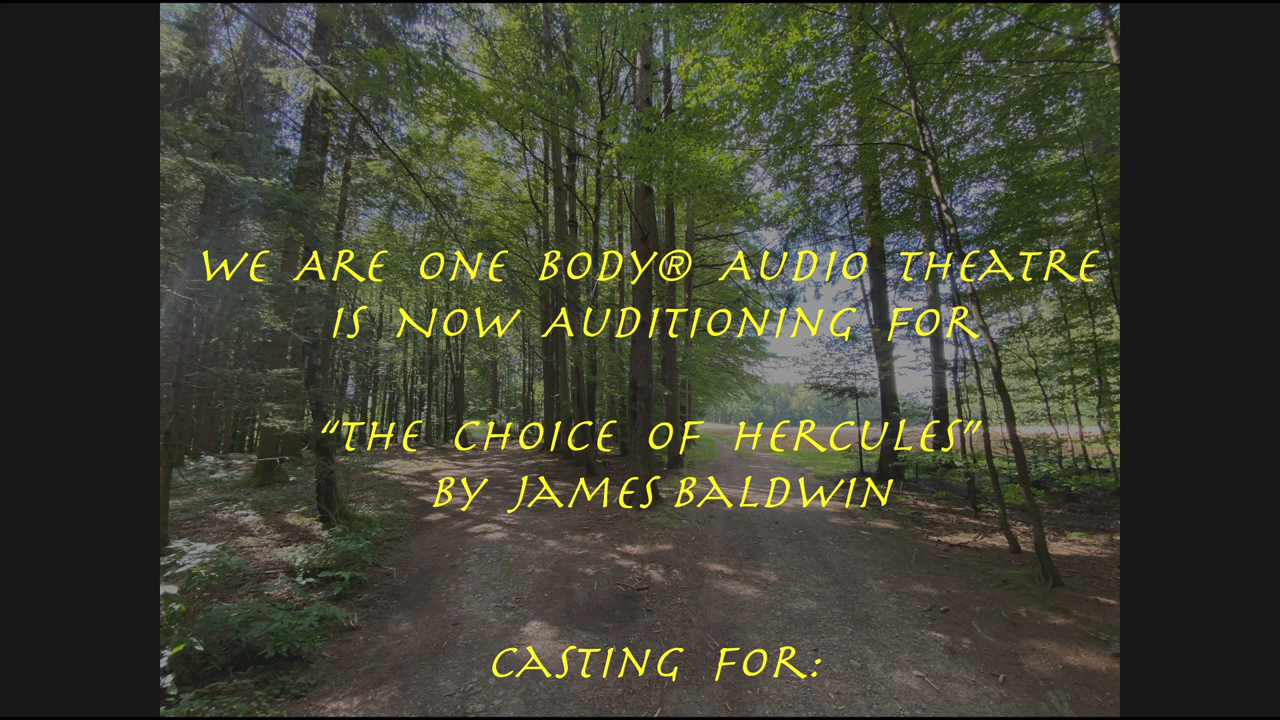 WE ARE ONE BODY® AUDIO THEATRE
IS NOW AUDITIONING FOR
“THE CHOICE OF HERCULES”
BY JAMES BALDWIN
CASTING FOR: